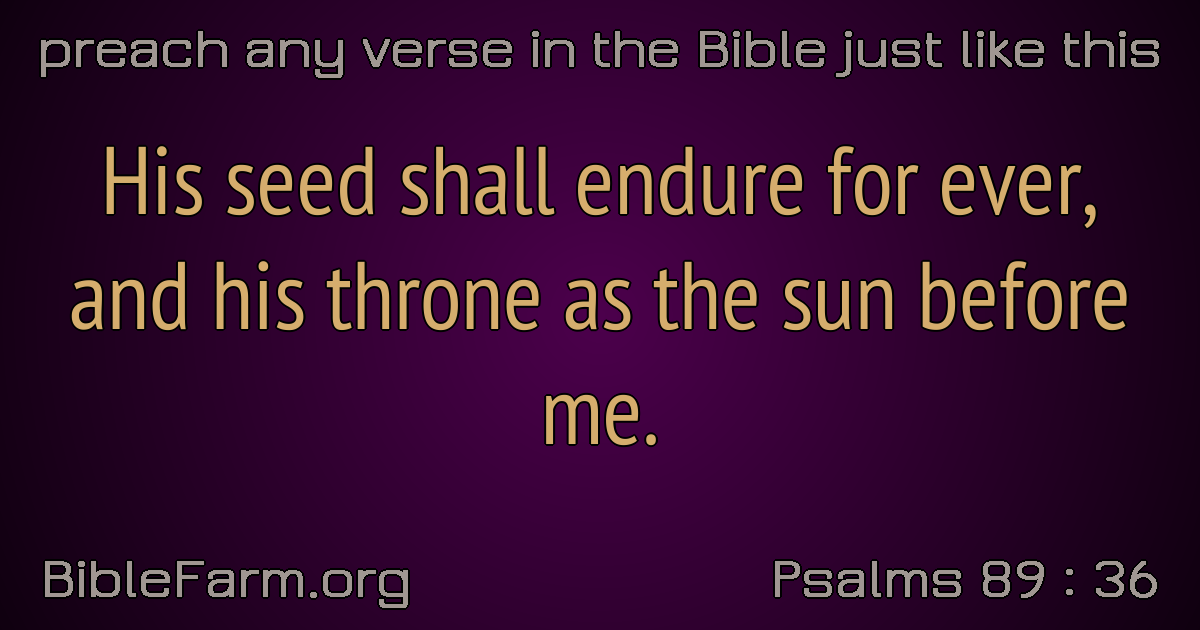 preach any verse in the Bible just like this
His seed shall endure for ever,
and his throne as the sun before
me.
BibleFarm.org
Psalms 89 : 36